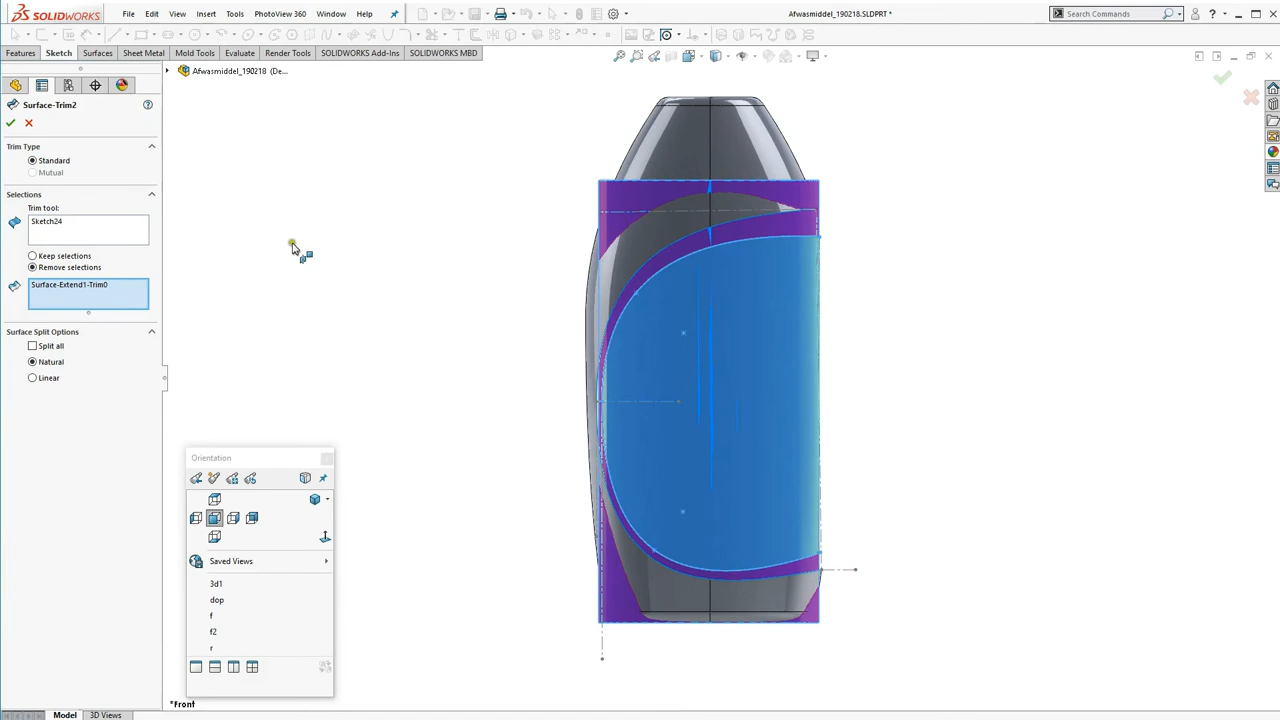 SOLIDWORKS File Edit View Insert Tools PhotoView 360 Window Help Afwasmiddel_190218.SLDPRT * Search Commands
Features Sketch Surfaces Sheet Metal Mold Tools Evaluate Render Tools SOLIDWORKS Add-Ins SOLIDWORKS MBD
Afwasmiddel_190218 (De...
Surface-Trim2
Trim Type
Standard
Mutual
Selections
Trim tool:
Sketch24
Keep selections
Remove selections
Surface-Extend1-Trim0
Surface Split Options
Split all
Natural
Linear
Orientation
Saved Views
3d1
dop
f
f2
r
*Front
Model 3D Views